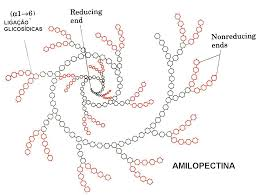 (α1→6)
LIGAÇÃO
GLICOSÍDICAS
Reducing
end
Nonreducing
ends
AMILOPECTINA